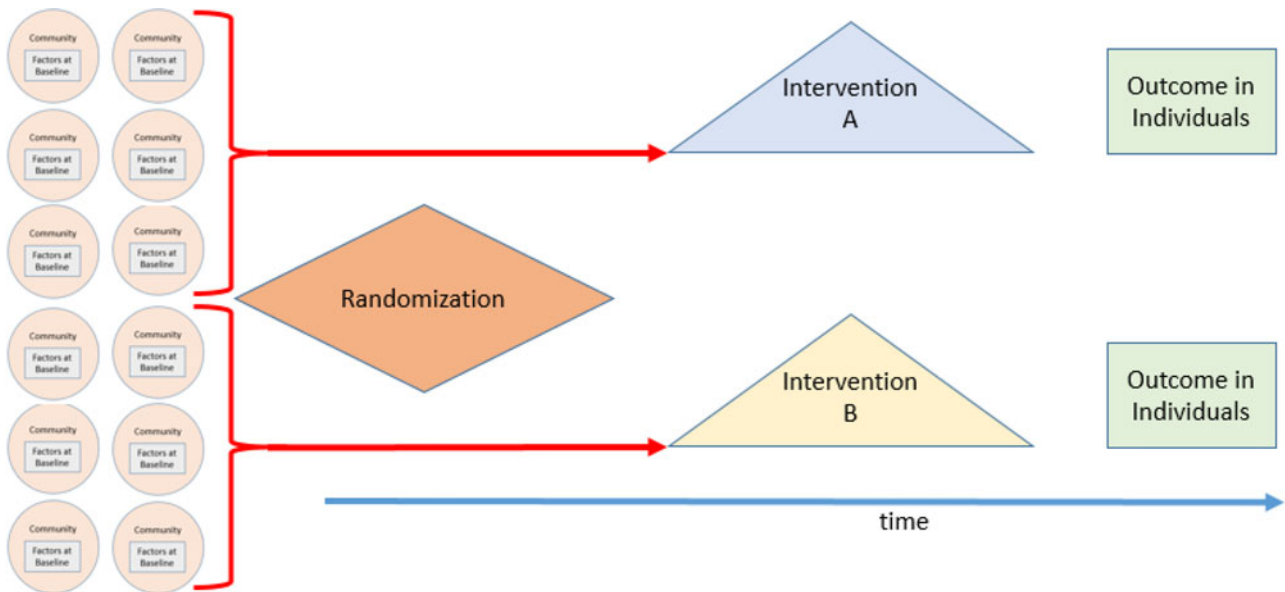 Community
Factors at
Baseline
Community
Factors at
Baseline
Community
Factors at
Baseline
Community
Factors at
Baseline
Community
Factors at
Baseline
Community
Factors at
Baseline
Community
Factors at
Baseline
Community
Factors at
Baseline
Community
Factors at
Baseline
Community
Factors at
Baseline
Community
Factors at
Baseline
Community
Factors at
Baseline
Randomization
Intervention
A
Outcome in
Individuals
Intervention
B
Outcome in
Individuals
time